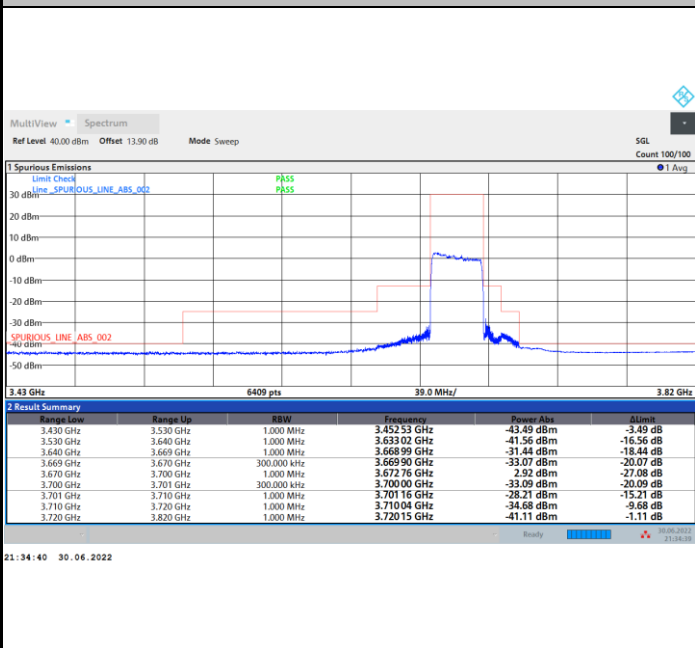 MultiView Spectrum
Ref Level 40.00 dBm Offset 13.90 dB Mode Sweep SGL
Count 100/100
1 Spurious Emissions 1 Avg
Limit Check PASS
Line _SPURIOUS_LINE_ABS_002 PASS
30 dBm
20 dBm
10 dBm
0 dBm
-10 dBm
-20 dBm
-30 dBm
_SPURIOUS_LINE_ABS_002
-40 dBm
-50 dBm
3.43 GHz 6409 pts 39.0 MHz/ 3.82 GHz
2 Result Summary
Range Low Range Up RBW Frequency Power Abs ΔLimit
3.430 GHz 3.530 GHz 1.000 MHz 3.452 53 GHz -43.49 dBm -3.49 dB
3.530 GHz 3.640 GHz 1.000 MHz 3.633 02 GHz -41.56 dBm -16.56 dB
3.640 GHz 3.669 GHz 1.000 MHz 3.668 99 GHz -31.44 dBm -18.44 dB
3.669 GHz 3.670 GHz 300.000 kHz 3.669 90 GHz -33.07 dBm -20.07 dB
3.670 GHz 3.700 GHz 1.000 MHz 3.672 76 GHz 2.92 dBm -27.08 dB
3.700 GHz 3.701 GHz 300.000 kHz 3.700 00 GHz -33.09 dBm -20.09 dB
3.701 GHz 3.710 GHz 1.000 MHz 3.701 16 GHz -28.21 dBm -15.21 dB
3.710 GHz 3.720 GHz 1.000 MHz 3.710 04 GHz -34.68 dBm -9.68 dB
3.720 GHz 3.820 GHz 1.000 MHz 3.720 15 GHz -41.11 dBm -1.11 dB
Ready 30.06.2022
21:34:39
21:34:40 30.06.2022